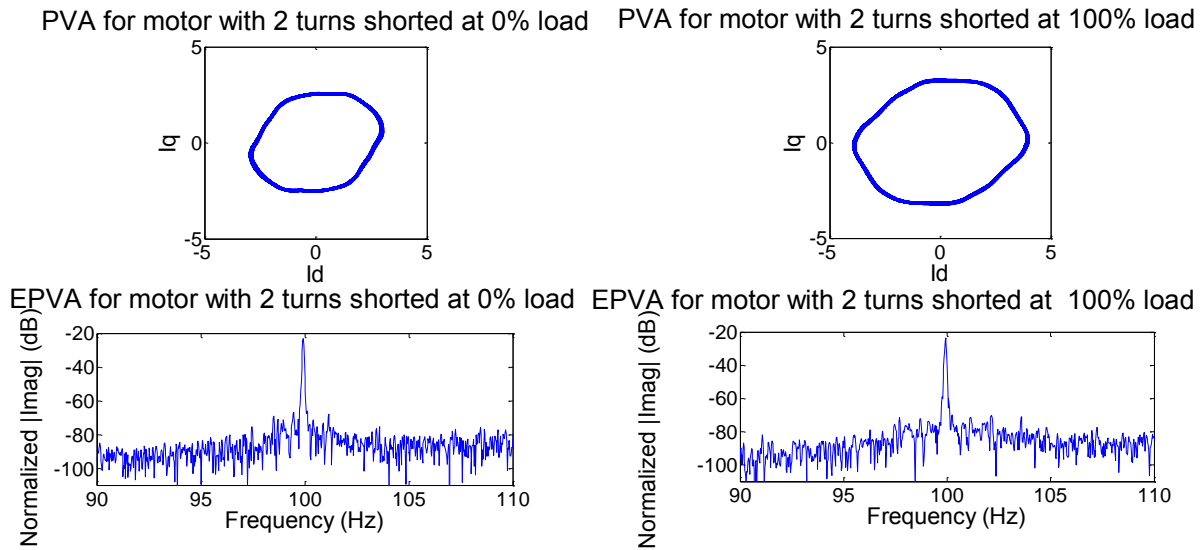 PVA for motor with 2 turns shorted at 0% load
5
0
-5
-5
0
5
Iq
Id
PVA for motor with 2 turns shorted at 100% load
5
0
-5
-5
0
5
Iq
Id
EPVA for motor with 2 turns shorted at 0% load
-20
-40
-60
-80
-100
90
95
100
105
110
Normalized |Imag| (dB)
Frequency (Hz)
EPVA for motor with 2 turns shorted at  100% load
-20
-40
-60
-80
-100
90
95
100
105
110
Normalized |Imag| (dB)
Frequency (Hz)